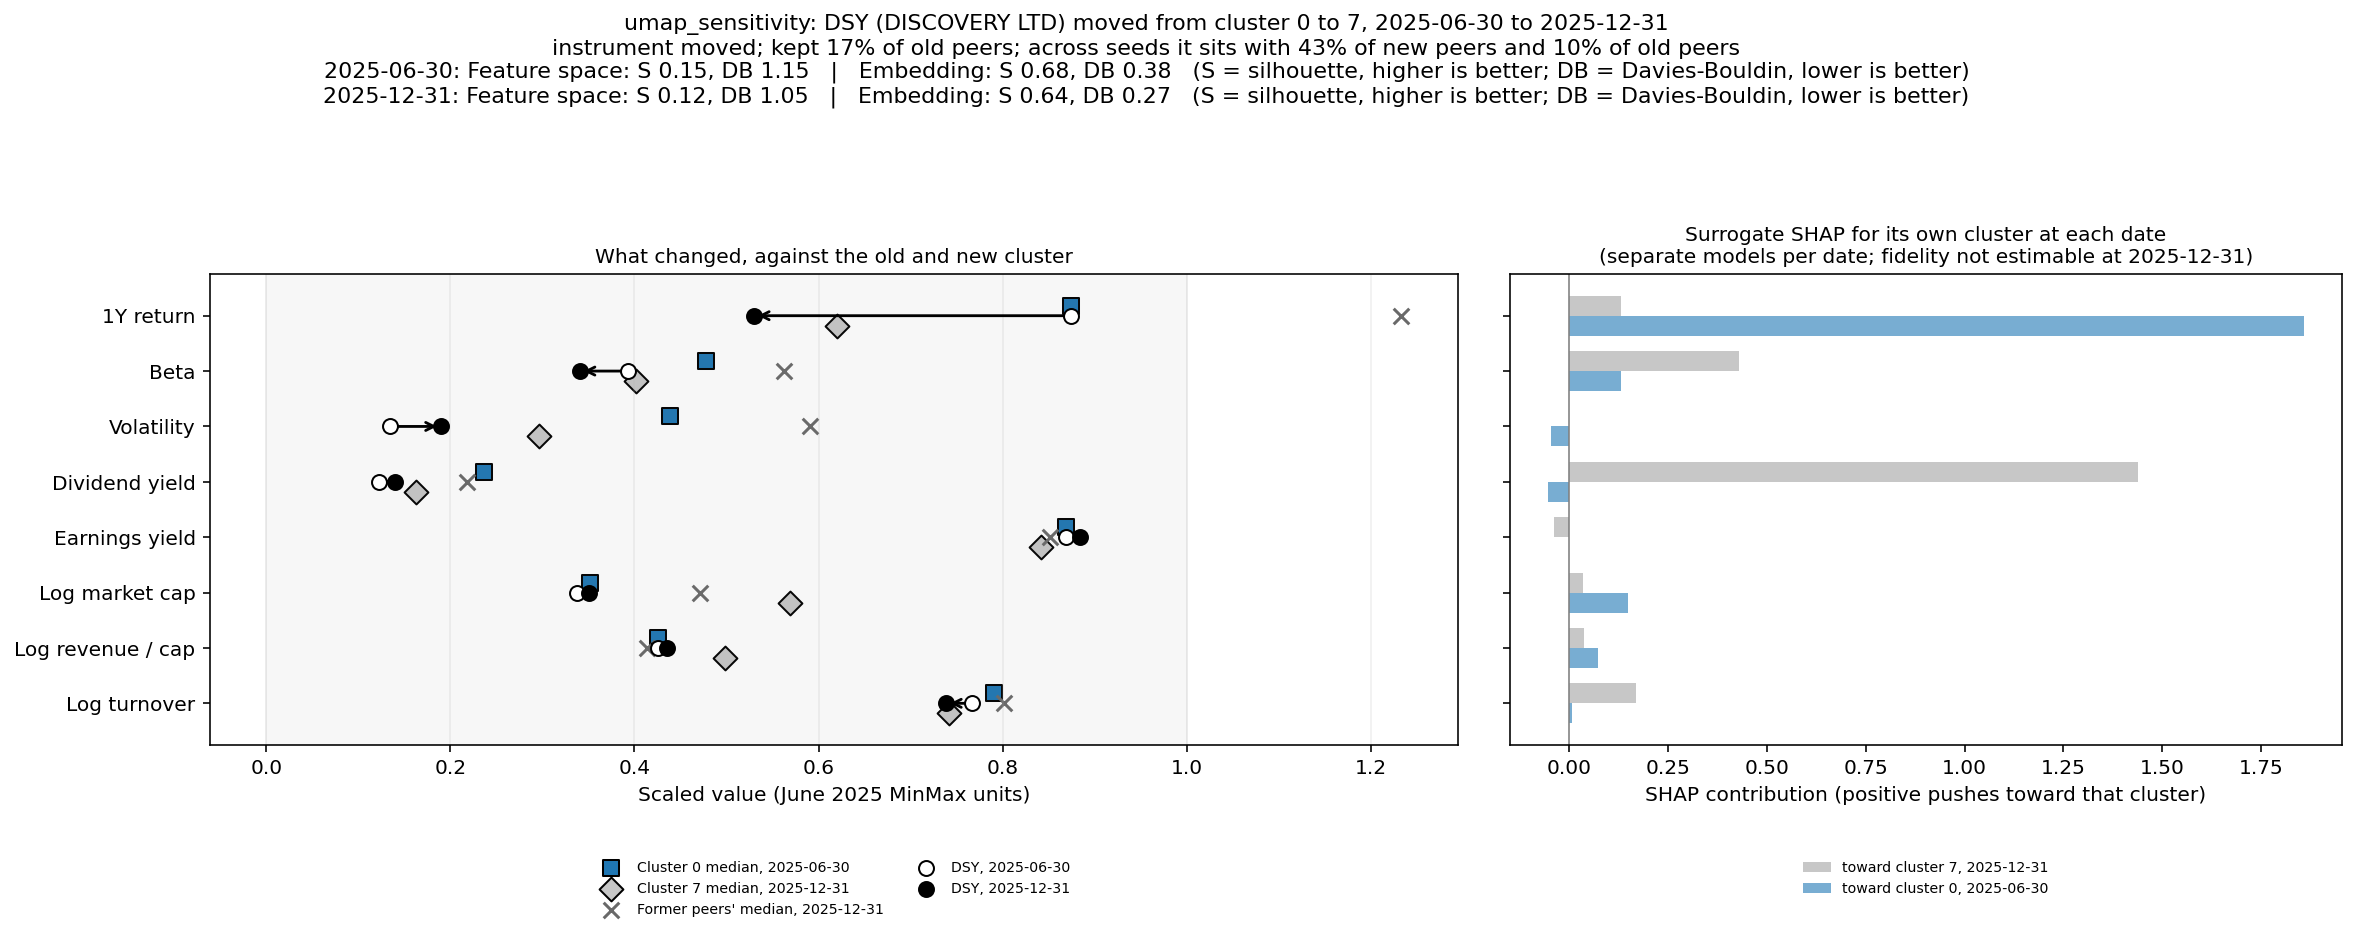 umap_sensitivity: DSY (DISCOVERY LTD) moved from cluster 0 to 7, 2025-06-30 to 2025-12-31
instrument moved; kept 17% of old peers; across seeds it sits with 43% of new peers and 10% of old peers
2025-06-30: Feature space: S 0.15, DB 1.15 | Embedding: S 0.68, DB 0.38 (S = silhouette, higher is better; DB = Davies-Bouldin, lower is better)
2025-12-31: Feature space: S 0.12, DB 1.05 | Embedding: S 0.64, DB 0.27 (S = silhouette, higher is better; DB = Davies-Bouldin, lower is better)
What changed, against the old and new cluster
1Y return
Beta
Volatility
Dividend yield
Earnings yield
Log market cap
Log revenue / cap
Log turnover
0.0 0.2 0.4 0.6 0.8 1.0 1.2
Scaled value (June 2025 MinMax units)
Cluster 0 median, 2025-06-30
Cluster 7 median, 2025-12-31
Former peers' median, 2025-12-31
DSY, 2025-06-30
DSY, 2025-12-31
Surrogate SHAP for its own cluster at each date
(separate models per date; fidelity not estimable at 2025-12-31)
0.00 0.25 0.50 0.75 1.00 1.25 1.50 1.75
SHAP contribution (positive pushes toward that cluster)
toward cluster 7, 2025-12-31
toward cluster 0, 2025-06-30